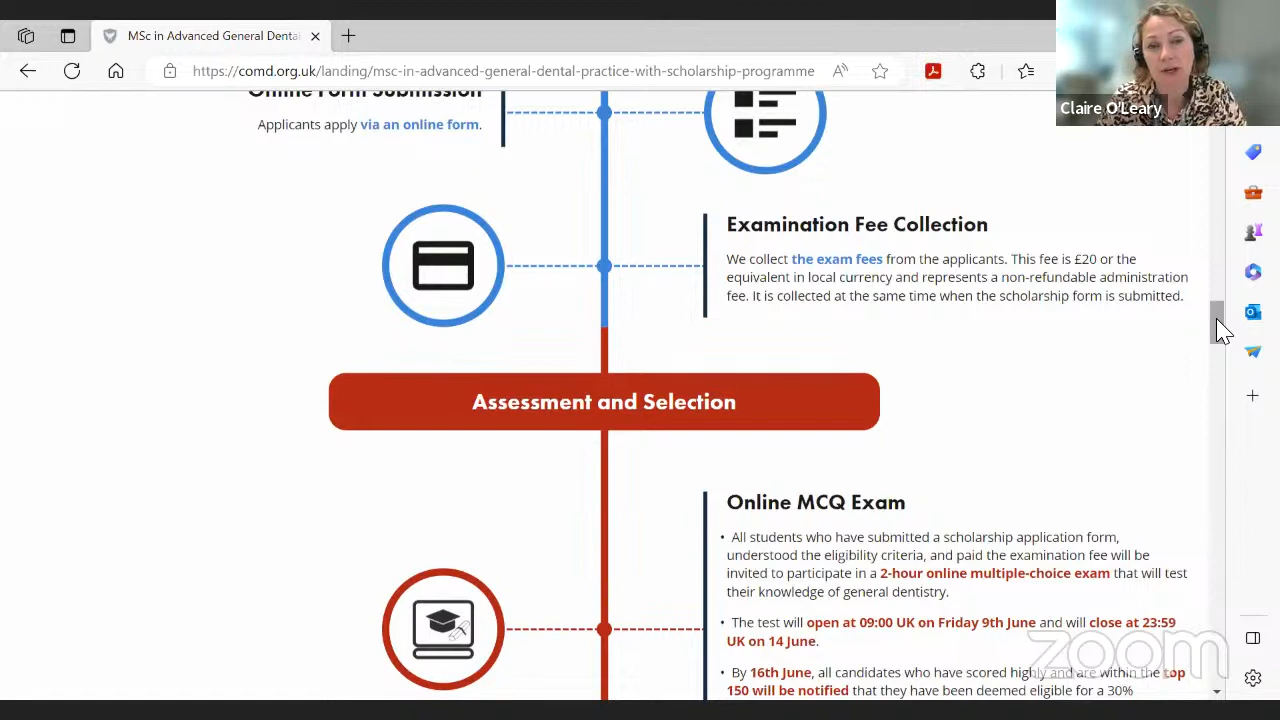 MSc in Advanced General Denta
https://comd.org.uk/landing/msc-in-advanced-general-dental-practice-with-scholarship-programme
Claire O'Leary
Online Form Submission
Applicants apply via an online form.
Examination Fee Collection
We collect the exam fees from the applicants. This fee is £20 or the
equivalent in local currency and represents a non-refundable administration
fee. It is collected at the same time when the scholarship form is submitted.
Assessment and Selection
Online MCQ Exam
• All students who have submitted a scholarship application form,
understood the eligibility criteria, and paid the examination fee will be
invited to participate in a 2-hour online multiple-choice exam that will test
their knowledge of general dentistry.
• The test will open at 09:00 UK on Friday 9th June and will close at 23:59
UK on 14 June.
• By 16th June, all candidates who have scored highly and are within the top
150 will be notified that they have been deemed eligible for a 30%
zoom